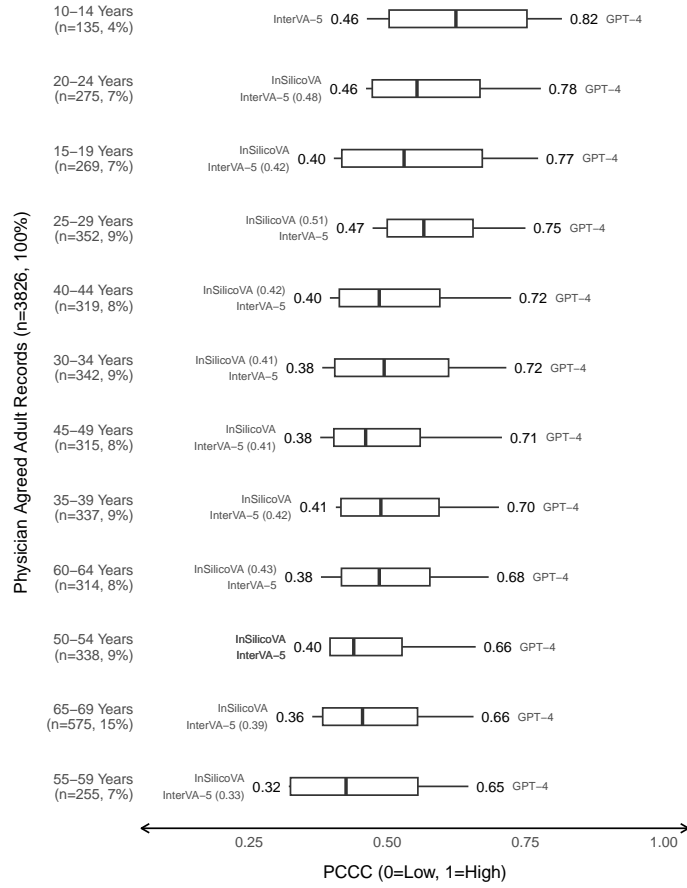 10–14 Years
(n=135, 4%)
InterVA–5 0.46
0.82 GPT–4
20–24 Years
(n=275, 7%)
InSilicoVA
InterVA–5 (0.48)
0.46
0.78 GPT–4
15–19 Years
(n=269, 7%)
InSilicoVA
InterVA–5 (0.42)
0.40
0.77 GPT–4
25–29 Years
(n=352, 9%)
InSilicoVA (0.51)
InterVA–5
0.47
0.75 GPT–4
40–44 Years
(n=319, 8%)
InSilicoVA (0.42)
InterVA–5
0.40
0.72 GPT–4
30–34 Years
(n=342, 9%)
InSilicoVA (0.41)
InterVA–5
0.38
0.72 GPT–4
45–49 Years
(n=315, 8%)
InSilicoVA
InterVA–5 (0.41)
0.38
0.71 GPT–4
35–39 Years
(n=337, 9%)
InSilicoVA
InterVA–5 (0.42)
0.41
0.70 GPT–4
60–64 Years
(n=314, 8%)
InSilicoVA (0.43)
InterVA–5
0.38
0.68 GPT–4
50–54 Years
(n=338, 9%)
InSilicoVA
InterVA–5
0.40
0.66 GPT–4
65–69 Years
(n=575, 15%)
InSilicoVA
InterVA–5 (0.39)
0.36
0.66 GPT–4
55–59 Years
(n=255, 7%)
InSilicoVA
InterVA–5 (0.33)
0.32
0.65 GPT–4
Physician Agreed Adult Records (n=3826, 100%)
0.25 0.50 0.75 1.00
PCCC (0=Low, 1=High)